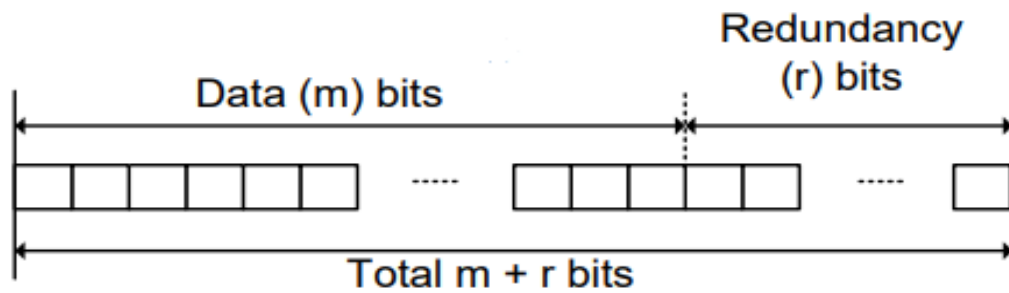 Redundancy
(r) bits
Data (m) bits
Total m + r bits